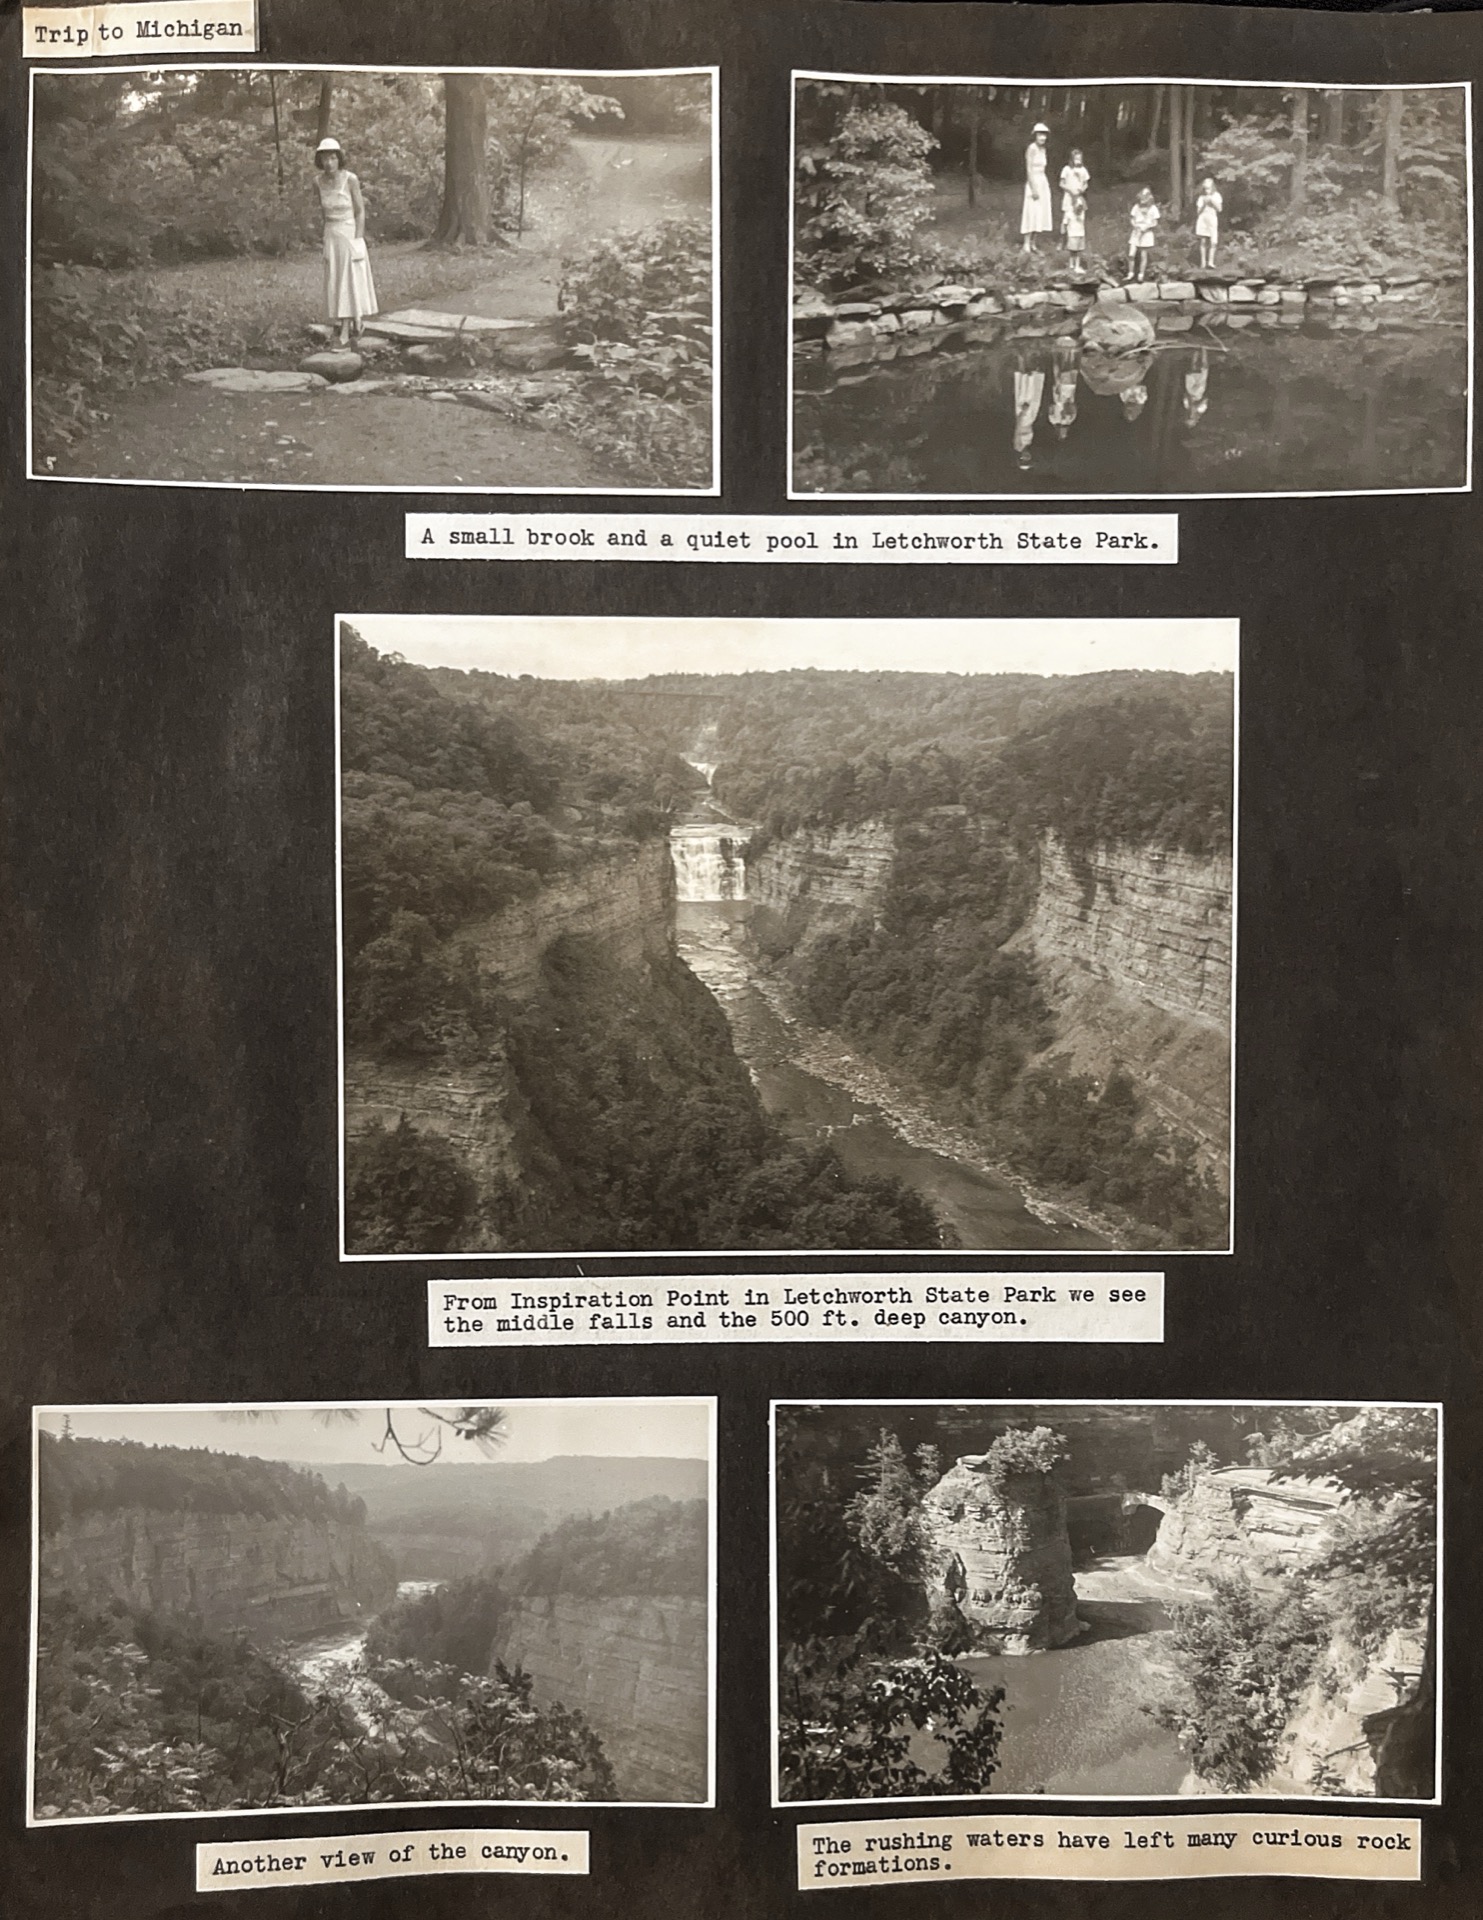 Trip to Michigan
A small brook and a quiet pool in Letchworth State Park.
From Inspiration Point in Letchworth State Park we see
the middle falls and the 500 ft. deep canyon.
Another view of the canyon.
The rushing waters have left many curious rock
formations.